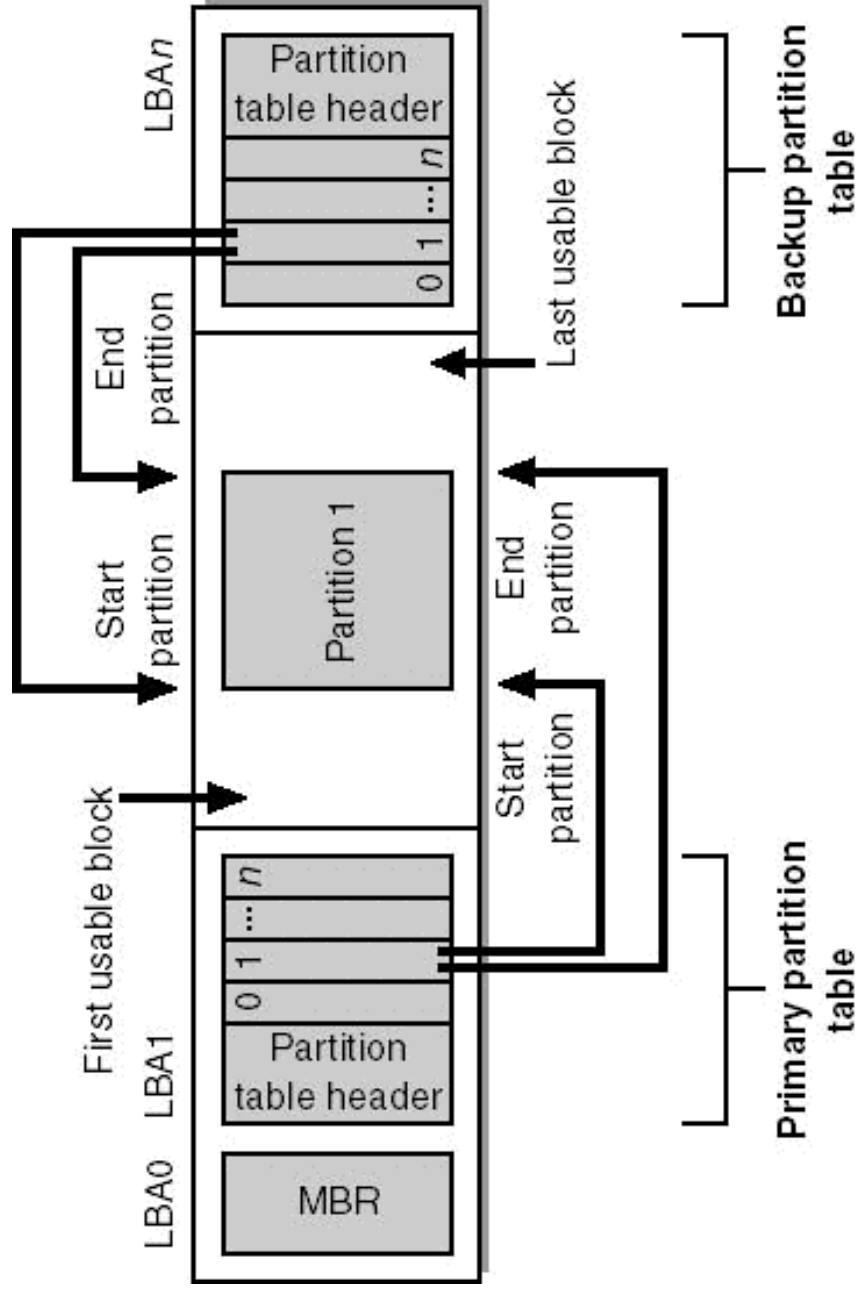 First usable block
Start
partition
End
partition
LBA0
LBA1
LBAn
MBR
Partition
table header
0
1
...
n
Partition 1
0
1
...
n
Partition
table header
Start
partition
End
partition
Last usable block
Primary partition
table
Backup partition
table